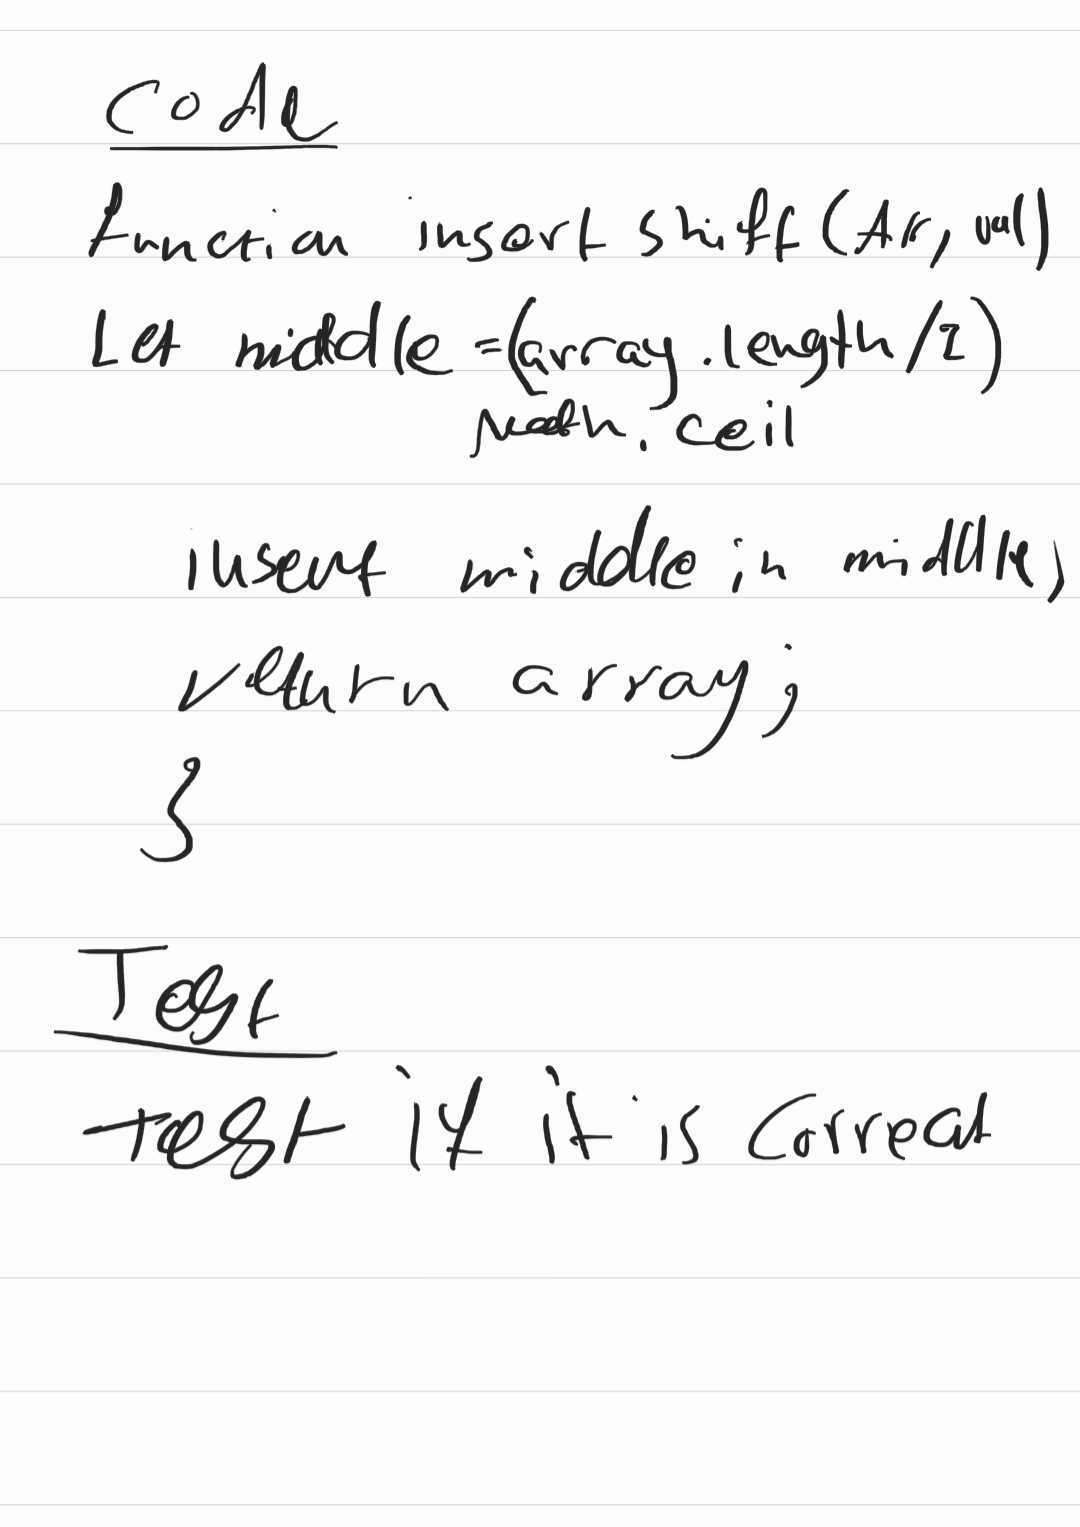 Code
function insert shift (Ar, val)
Let middle = (array.length/2)
Math.ceil
insert middle in middle,
return array;
}
Test
test if it is correct